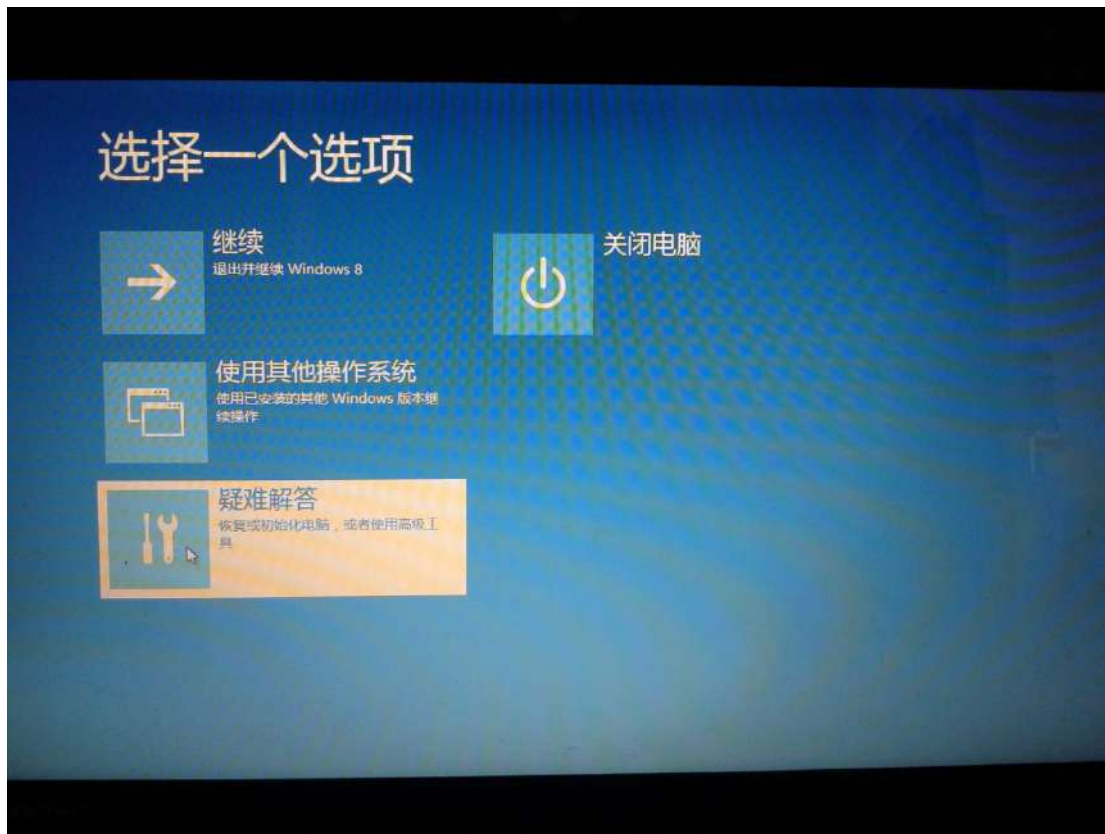 选择一个选项
继续
退出并继续 Windows 8
关闭电脑
使用其他操作系统
使用已安装的其他 Windows 版本继
续操作
疑难解答
恢复或初始化电脑，或者使用高级工
具